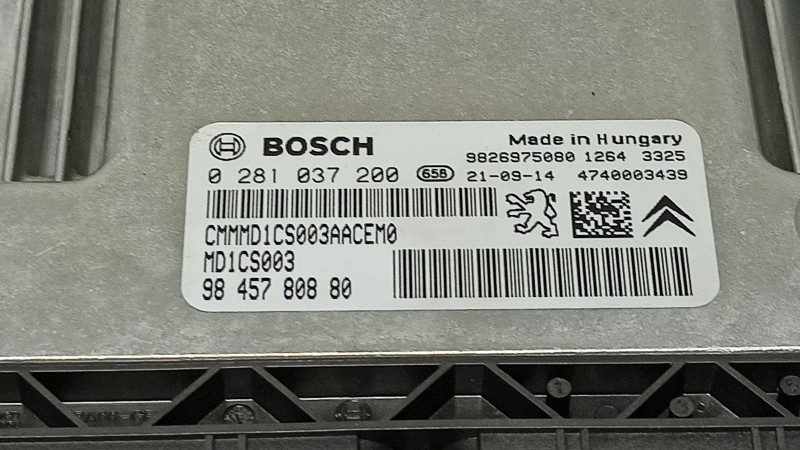 BOSCH
Made in Hungary
9826975080 1264 3325
0 281 037 200 658 21-09-14 4740003439
CMMMD1CS003AACEM0
MD1CS003
98 457 808 80